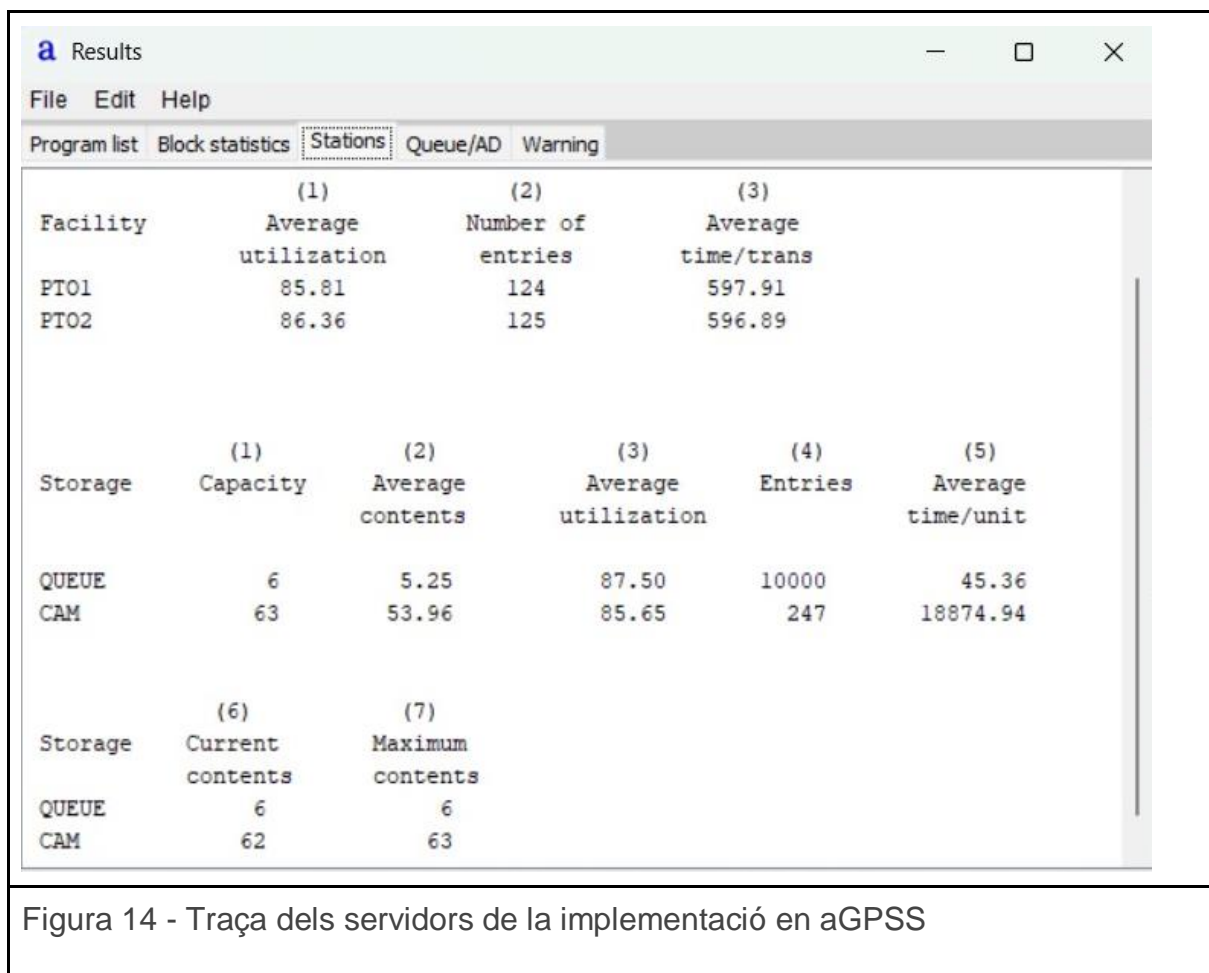 a Results
File Edit Help
Program list Block statistics Stations Queue/AD Warning
(1) (2) (3)
Facility Average Number of Average
utilization entries time/trans
PTO1 85.81 124 597.91
PTO2 86.36 125 596.89
(1) (2) (3) (4) (5)
Storage Capacity Average Average Entries Average
contents utilization time/unit
QUEUE 6 5.25 87.50 10000 45.36
CAM 63 53.96 85.65 247 18874.94
(6) (7)
Storage Current Maximum
contents contents
QUEUE 6 6
CAM 62 63
Figura 14 - Traça dels servidors de la implementació en aGPSS